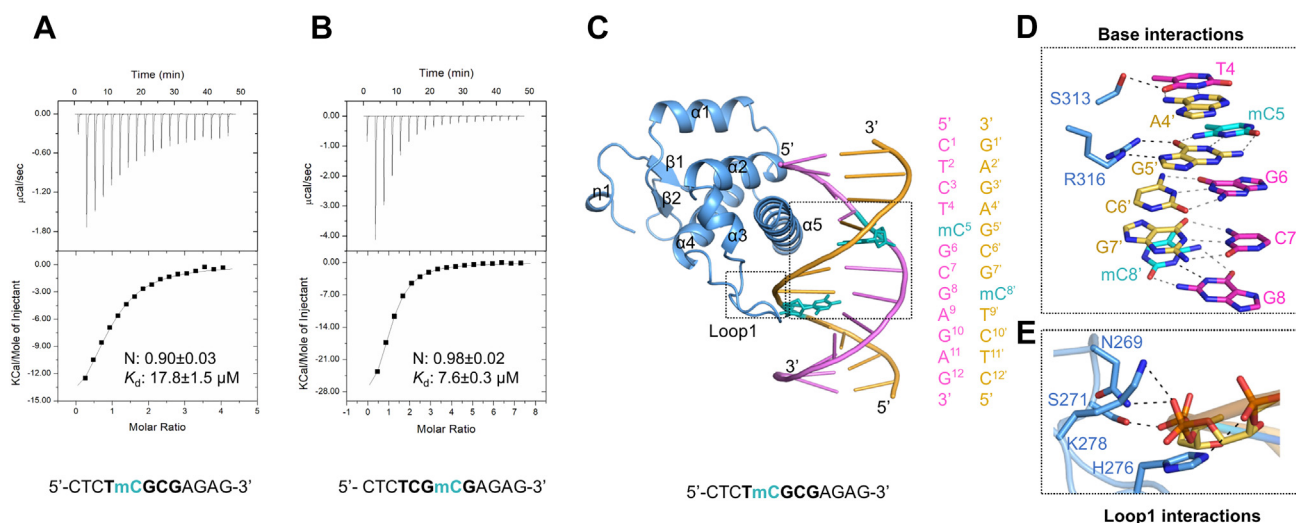 A
Time (min)
0 10 20 30 40 50
0.00
-0.60
-1.20
-1.80
µcal/sec
0.00
-3.00
-6.00
-9.00
-12.00
-15.00
KCal/Mole of Injectant
N: 0.90±0.03
Kd: 17.8±1.5 µM
0 1 2 3 4 5
Molar Ratio
5’-CTCTmCGCGAGAG-3’
B
Time (min)
0 10 20 30 40 50
0.00
-1.00
-2.00
-3.00
-4.00
µcal/sec
0.00
-7.00
-14.00
-21.00
-28.00
KCal/Mole of Injectant
N: 0.98±0.02
Kd: 7.6±0.3 µM
-1 0 1 2 3 4 5 6 7 8
Molar Ratio
5’- CTCTCGmCGAGAG-3’
C
α1
β1
α2
η1
β2
α4
α3
α5
Loop1
5’
3’
3’
5’
5’ 3’
C1 G1’
T2 A2’
C3 G3’
T4 A4’
mC5 G5’
G6 C6’
C7 G7’
G8 mC8’
A9 T9’
G10 C10’
A11 T11’
G12 C12’
3’ 5’
5’-CTCTmCGCGAGAG-3’
D
Base interactions
T4
S313
A4’
mC5
R316
G5’
G6
C6’
G7’
C7
mC8’
G8
E
N269
S271
K278
H276
Loop1 interactions